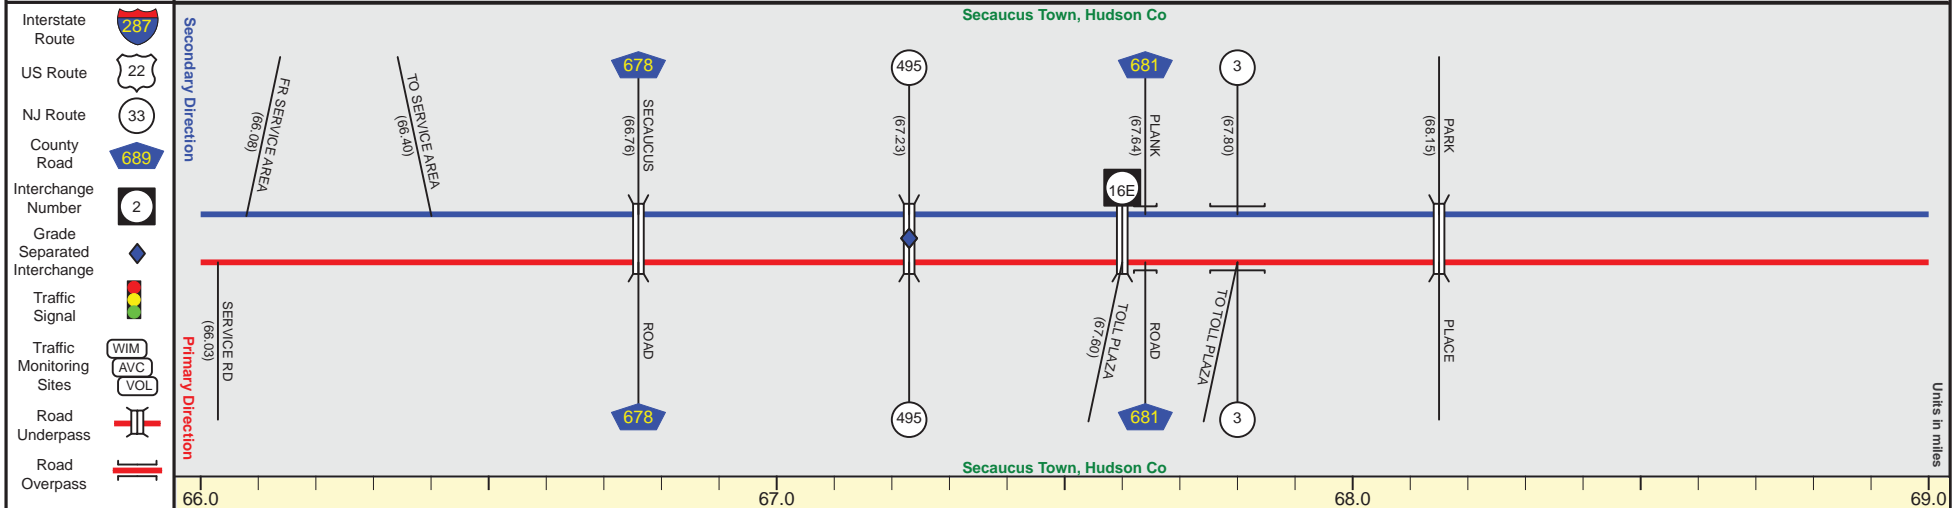 Interstate
Route
287
US Route
22
NJ Route
33
County
Road
689
Interchange
Number
2
Grade
Separated
Interchange
Traffic
Signal
Traffic
Monitoring
Sites
WIM
AVC
VOL
Road
Underpass
Road
Overpass
Secondary Direction
Primary Direction
Secaucus Town, Hudson Co
FR SERVICE AREA
(66.08)
TO SERVICE AREA
(66.40)
678
SECAUCUS
(66.76)
495
(67.23)
681
PLANK
(67.64)
3
(67.80)
PARK
(68.15)
16E
SERVICE RD
(66.03)
ROAD
678
495
TOLL PLAZA
(67.60)
ROAD
681
TO TOLL PLAZA
3
PLACE
Secaucus Town, Hudson Co
Units in miles
66.0
67.0
68.0
69.0